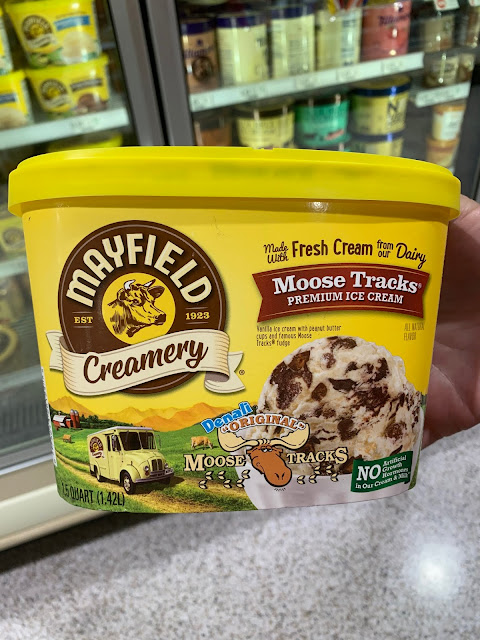 MAYFIELD
EST 1923
Creamery®
Made With Fresh Cream from our Dairy
Moose Tracks®
PREMIUM ICE CREAM
Vanilla ice cream with peanut butter
cups and famous Moose
Tracks® fudge
ALL NATURAL
FLAVOR
Denali
"ORIGINAL"
MOOSE TRACKS
NO Artificial
Growth
Hormones
in Our Cream & Milk
1.5 QUART (1.42L)